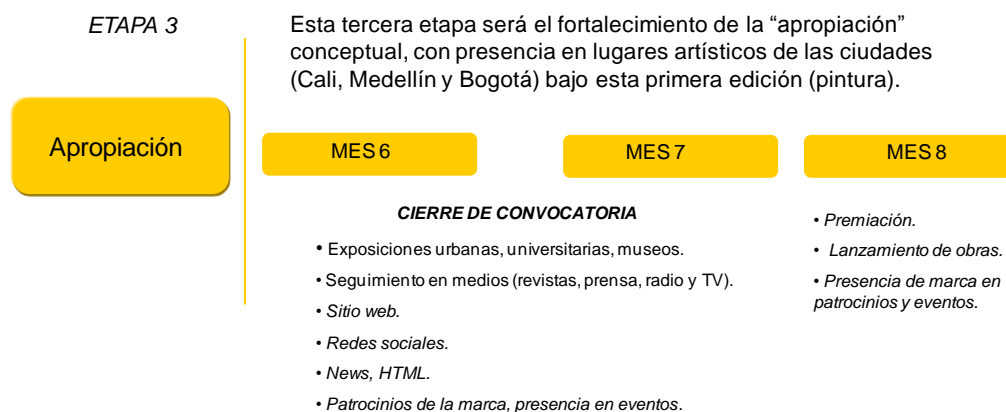 ETAPA 3
Esta tercera etapa será el fortalecimiento de la “apropiación”
conceptual, con presencia en lugares artísticos de las ciudades
(Cali, Medellín y Bogotá) bajo esta primera edición (pintura).
Apropiación
MES 6
MES 7
MES 8
CIERRE DE CONVOCATORIA
• Exposiciones urbanas, universitarias, museos.
• Seguimiento en medios (revistas, prensa, radio y TV).
• Sitio web.
• Redes sociales.
• News, HTML.
• Patrocinios de la marca, presencia en eventos.
• Premiación.
• Lanzamiento de obras.
• Presencia de marca en
patrocinios y eventos.